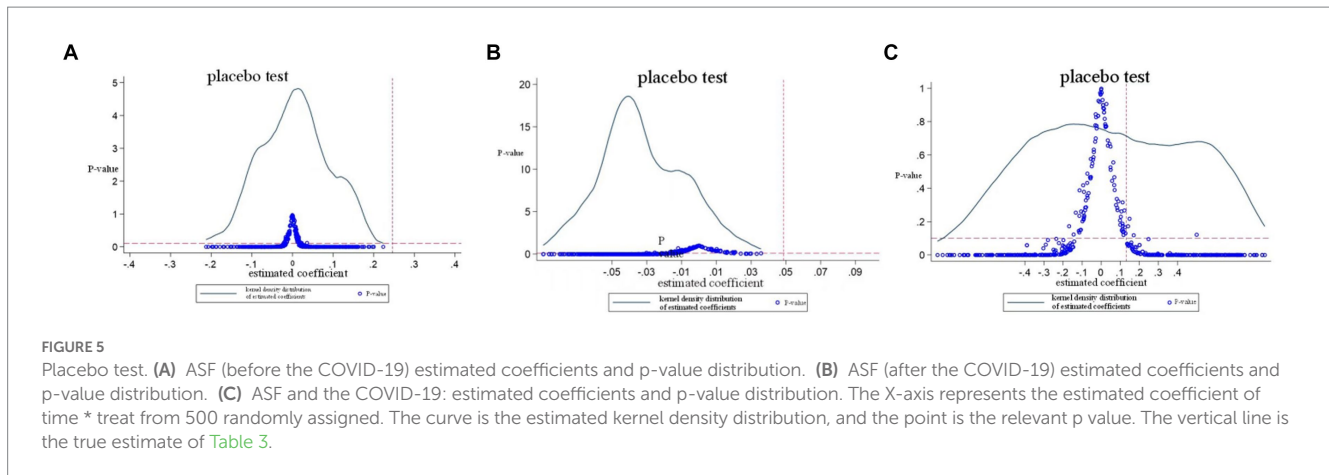 A
placebo test
5
4
3
P-value
2
1
0
-.4
-.3
-.2
-.1
0
.1
.2
.3
.4
estimated coefficient
kernel density distribution
of estimated coefficients
P-value
B
placebo test
20
15
P-value
10
5
P
0
-.05
-.03
-.01
.01
.03
.05
.07
.09
estimated coefficient
kernel density distribution
of estimated coefficients
P-value
C
placebo test
1
.8
.6
P-value
.4
.2
0
-.4
-.3
-.2
-.1
0
.1
.2
.3
.4
estimated coefficient
kernel density distribution
of estimated coefficients
P-value
FIGURE 5
Placebo test. (A) ASF (before the COVID-19) estimated coefficients and p-value distribution. (B) ASF (after the COVID-19) estimated coefficients and
p-value distribution. (C) ASF and the COVID-19: estimated coefficients and p-value distribution. The X-axis represents the estimated coefficient of
time * treat from 500 randomly assigned. The curve is the estimated kernel density distribution, and the point is the relevant p value. The vertical line is
the true estimate of Table 3.